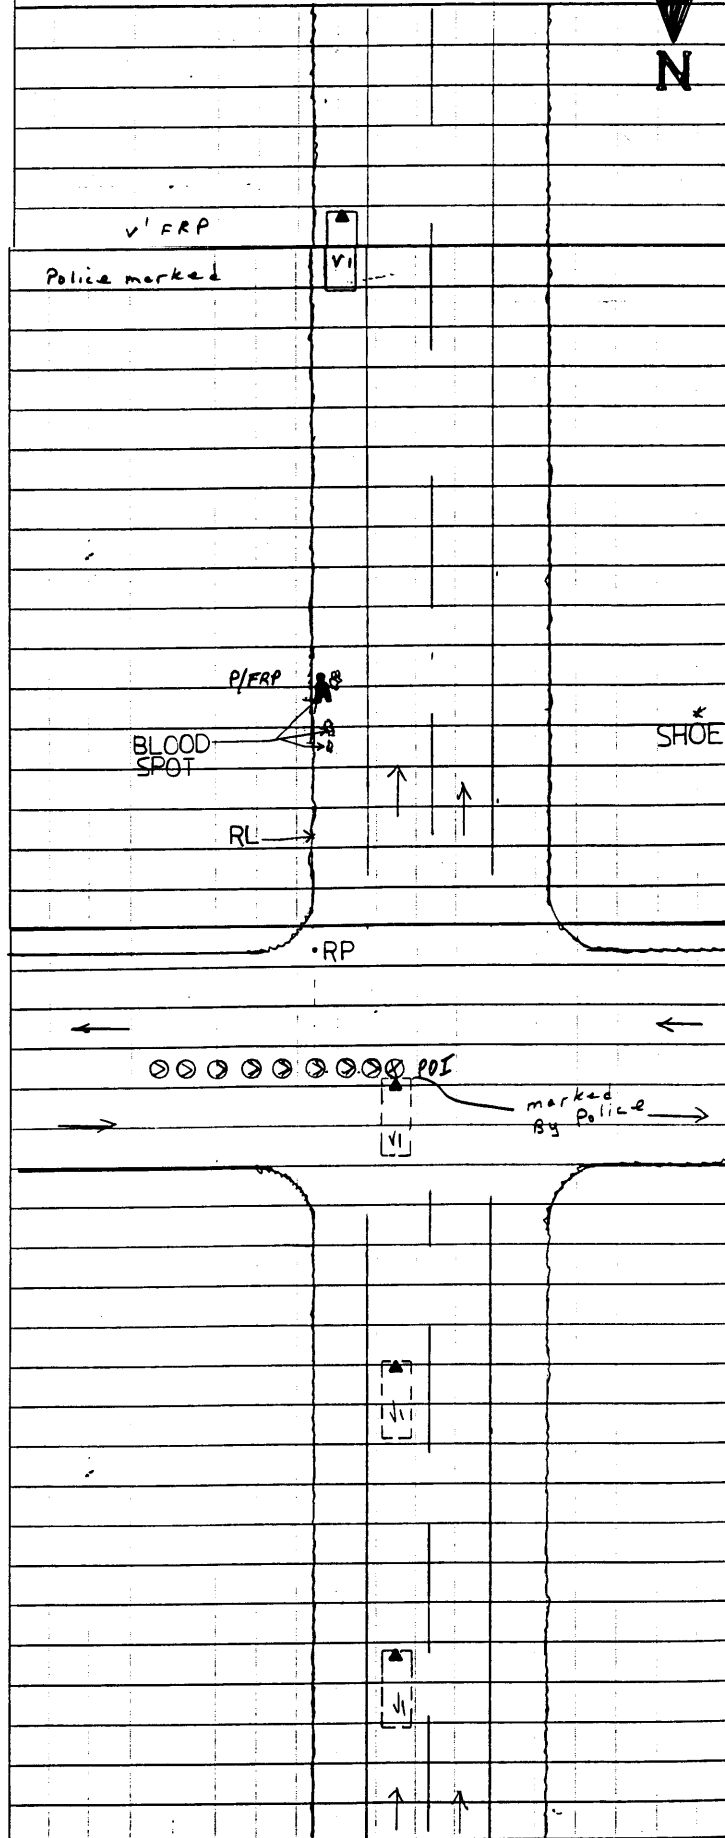 N
V' FRP
V1
Police marked
P/FRP
BLOOD
SPOT
SHOE
RL
RP
POI
marked
By Police
V1
V1
V1